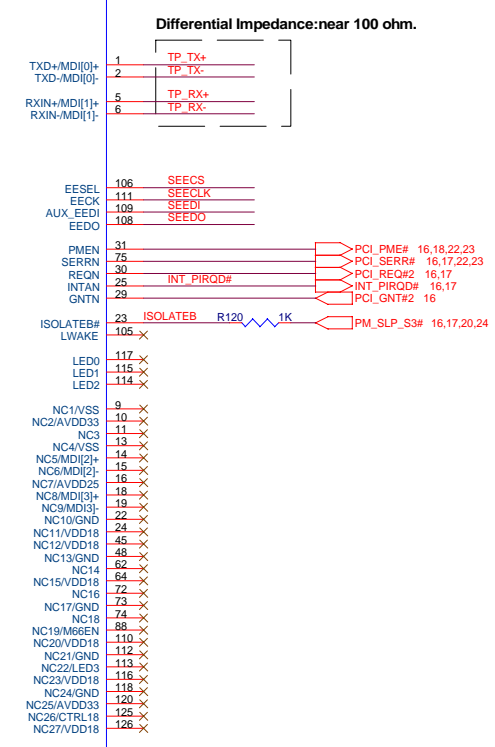 Differential Impedance:near 100 ohm.
TXD+/MDI[0]+ 1 TP_TX+
TXD-/MDI[0]- 2 TP_TX-
RXIN+/MDI[1]+ 5 TP_RX+
RXIN-/MDI[1]- 6 TP_RX-
EESEL 106 SEECS
EECK 111 SEECLK
AUX_EEDI 109 SEEDI
EEDO 108 SEEDO
PMEN 31 PCI_PME# 16,18,22,23
SERRN 75 PCI_SERR# 16,17,22,23
REQN 30 PCI_REQ#2 16,17
INTAN 25 INT_PIRQD# INT_PIRQD# 16,17
GNTN 29 PCI_GNT#2 16
ISOLATEB# 23 ISOLATEB R120 1K PM_SLP_S3# 16,17,20,24
LWAKE 105
LED0 117
LED1 115
LED2 114
NC1/VSS 9
NC2/AVDD33 10
NC3 11
NC4/VSS 13
NC5/MDI[2]+ 14
NC6/MDI[2]- 15
NC7/AVDD25 16
NC8/MDI[3]+ 18
NC9/MDI3]- 19
NC10/GND 22
NC11/VDD18 24
NC12/VDD18 45
NC13/GND 48
NC14 62
NC15/VDD18 64
NC16 72
NC17/GND 73
NC18 74
NC19/M66EN 88
NC20/VDD18 110
NC21/GND 112
NC22/LED3 113
NC23/VDD18 116
NC24/GND 118
NC25/AVDD33 120
NC26/CTRL18 125
NC27/VDD18 126